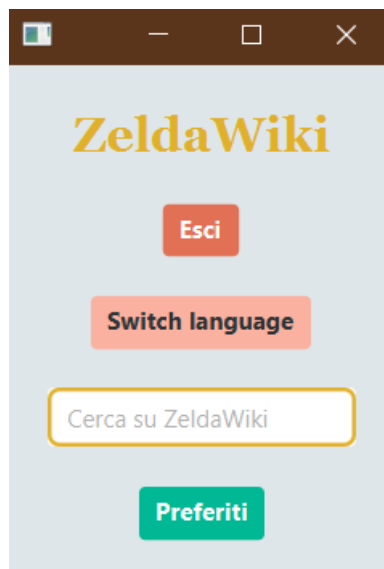 ZeldaWiki
Esci
Switch language
Cerca su ZeldaWiki
Preferiti